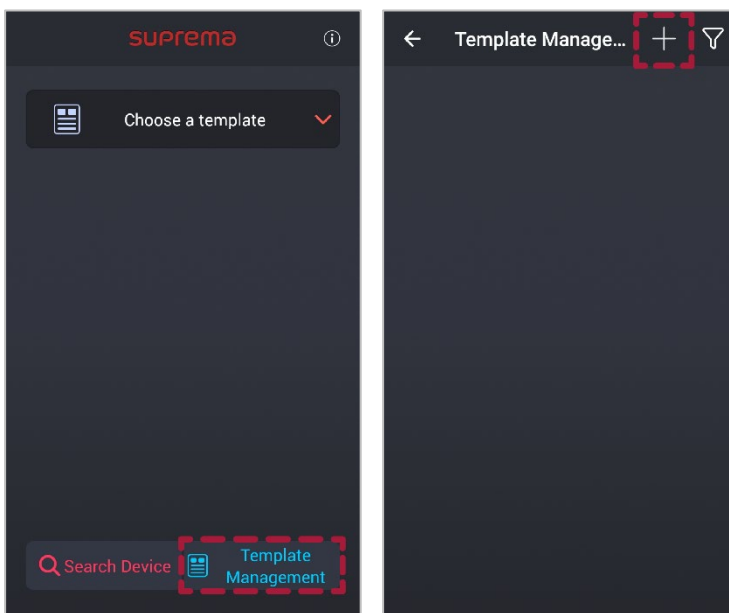 suprema
Choose a template
Search Device
Template
Management
Template Manage...